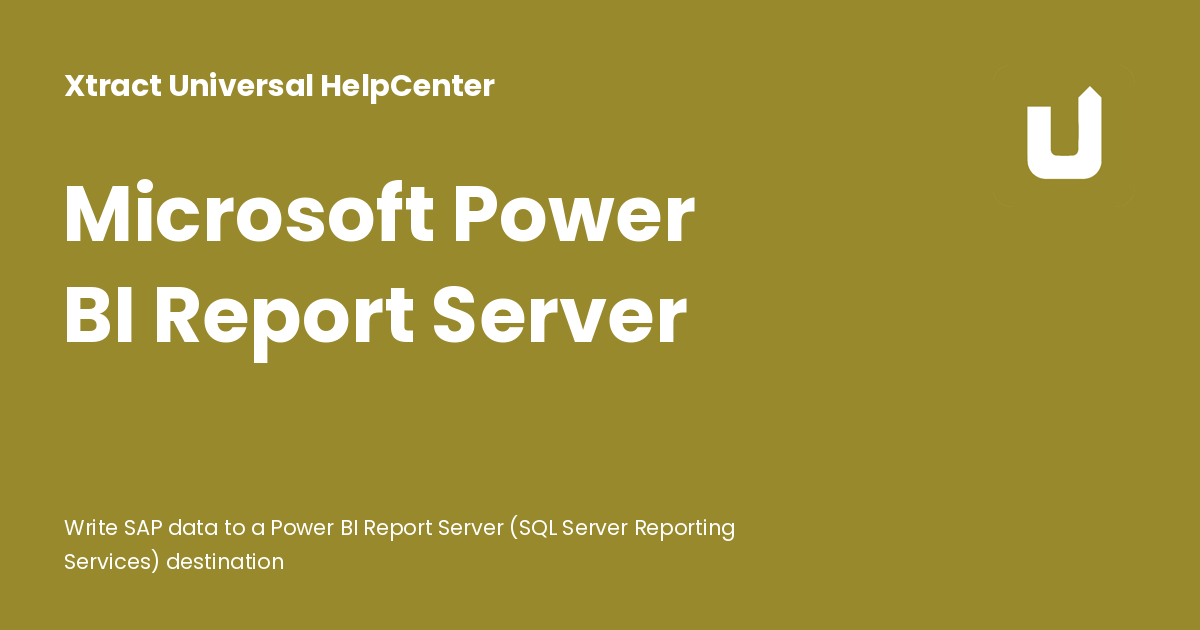 Xtract Universal HelpCenter
Microsoft Power
BI Report Server
Write SAP data to a Power BI Report Server (SQL Server Reporting
Services) destination